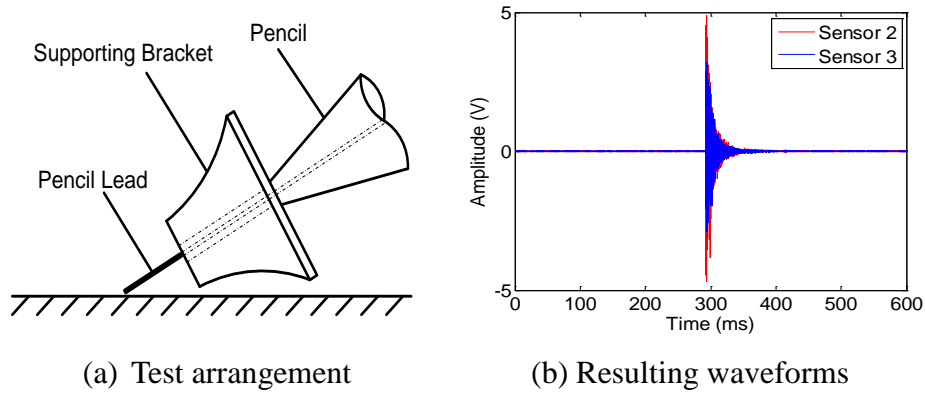 Pencil
Supporting Bracket
Pencil Lead
(a) Test arrangement
5
0
-5
Amplitude (V)
0 100 200 300 400 500 600
Time (ms)
Sensor 2
Sensor 3
(b) Resulting waveforms